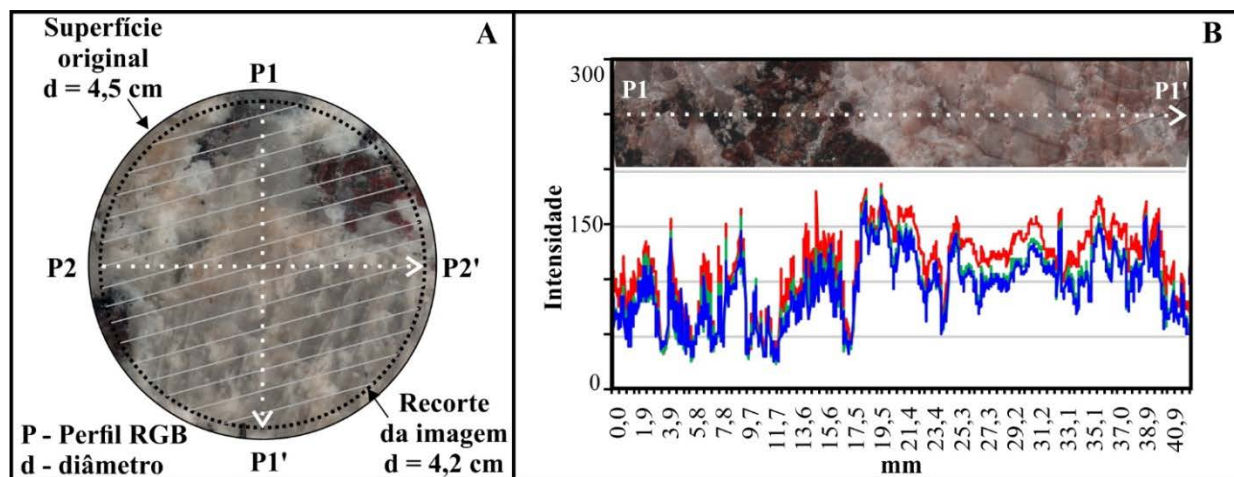 Superfície
original
d = 4,5 cm
A
P1
P2
P2'
P - Perfil RGB
d - diâmetro
P1'
Recorte
da imagem
d = 4,2 cm
B
300
150
0
Intensidade
P1
P1'
0,0 1,9 3,9 5,8 7,8 9,7 11,7 13,6 15,6 17,5 19,5 21,4 23,4 25,3 27,3 29,2 31,2 33,1 35,1 37,0 38,9 40,9
mm